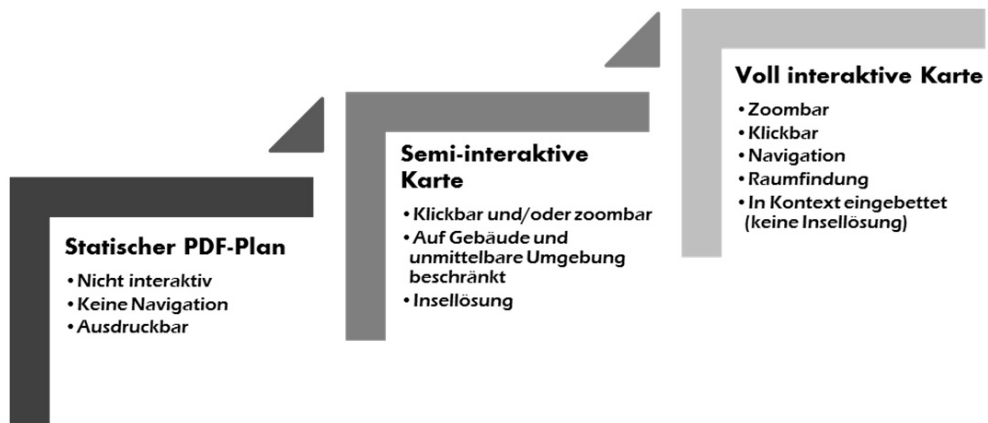 Statischer PDF-Plan
• Nicht interaktiv
• Keine Navigation
• Ausdruckbar
Semi-interaktive
Karte
• Klickbar und/oder zoombar
• Auf Gebäude und
unmittelbare Umgebung
beschränkt
• Insellösung
Voll interaktive Karte
• Zoombar
• Klickbar
• Navigation
• Raumfindung
• In Kontext eingebettet
(keine Insellösung)